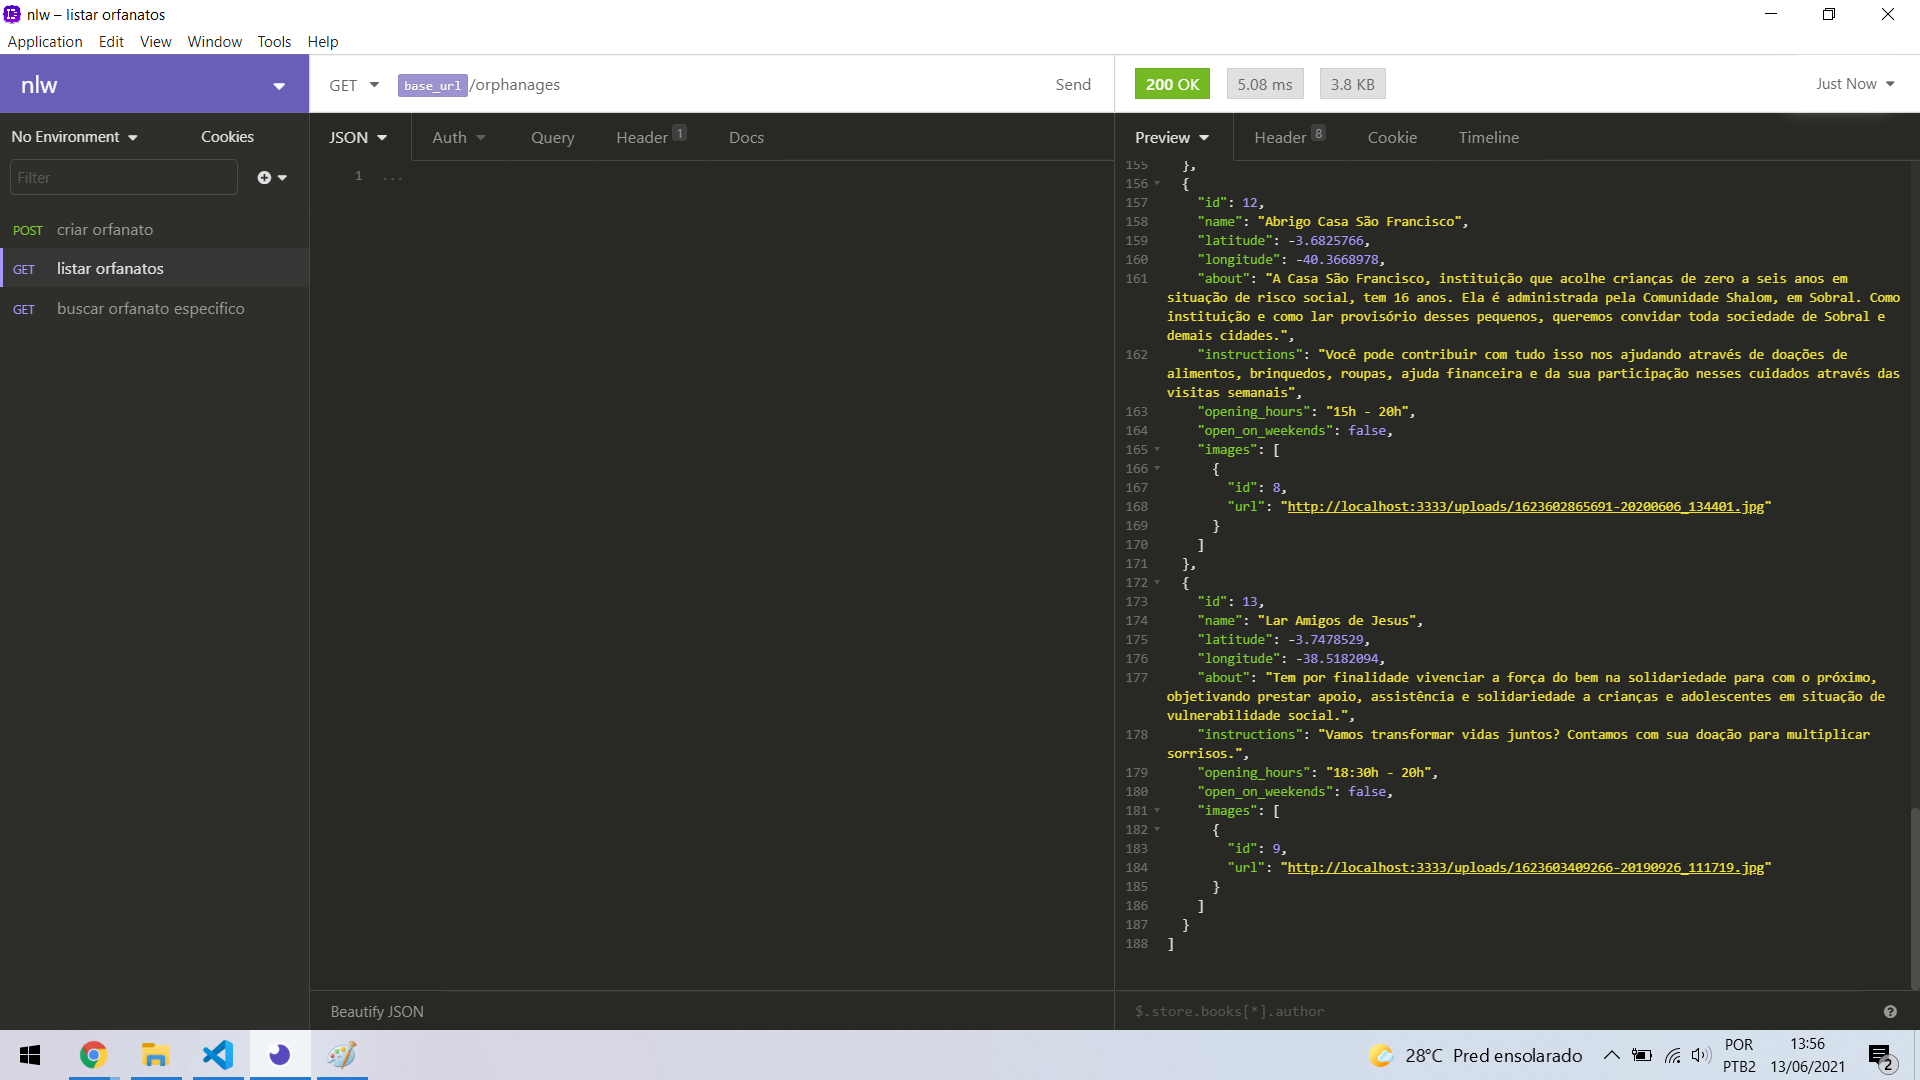 nlw – listar orfanatos
Application Edit View Window Tools Help
nlw
GET base_url/orphanages Send
200 OK 5.08 ms 3.8 KB Just Now
No Environment Cookies
JSON Auth Query Header 1 Docs
Preview Header 8 Cookie Timeline
Filter
1 ...
POST criar orfanato
GET listar orfanatos
GET buscar orfanato especifico
155 },
156 {
157 "id": 12,
158 "name": "Abrigo Casa São Francisco",
159 "latitude": -3.6825766,
160 "longitude": -40.3668978,
161 "about": "A Casa São Francisco, instituição que acolhe crianças de zero a seis anos em
situação de risco social, tem 16 anos. Ela é administrada pela Comunidade Shalom, em Sobral. Como
instituição e como lar provisório desses pequenos, queremos convidar toda sociedade de Sobral e
demais cidades.",
162 "instructions": "Você pode contribuir com tudo isso nos ajudando através de doações de
alimentos, brinquedos, roupas, ajuda financeira e da sua participação nesses cuidados através das
visitas semanais",
163 "opening_hours": "15h - 20h",
164 "open_on_weekends": false,
165 "images": [
166 {
167 "id": 8,
168 "url": "http://localhost:3333/uploads/1623602865691-20200606_134401.jpg"
169 }
170 ]
171 },
172 {
173 "id": 13,
174 "name": "Lar Amigos de Jesus",
175 "latitude": -3.7478529,
176 "longitude": -38.5182094,
177 "about": "Tem por finalidade vivenciar a força do bem na solidariedade para com o próximo,
objetivando prestar apoio, assistência e solidariedade a crianças e adolescentes em situação de
vulnerabilidade social.",
178 "instructions": "Vamos transformar vidas juntos? Contamos com sua doação para multiplicar
sorrisos.",
179 "opening_hours": "18:30h - 20h",
180 "open_on_weekends": false,
181 "images": [
182 {
183 "id": 9,
184 "url": "http://localhost:3333/uploads/1623603409266-20190926_111719.jpg"
185 }
186 ]
187 }
188 ]
Beautify JSON
$.store.books[*].author
28°C Pred ensolarado
POR
PTB2
13:56
13/06/2021
2